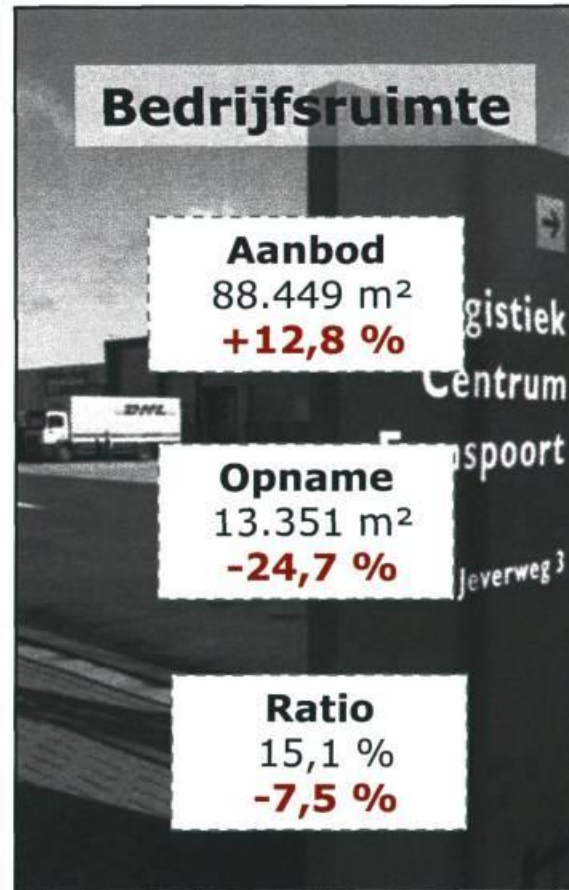 Bedrijfsruimte
Aanbod
88.449 m²
+12,8 %
gistiek
Centrum
spoort
Opname
13.351 m²
-24,7 %
Jeverweg 3
DHL
Ratio
15,1 %
-7,5 %